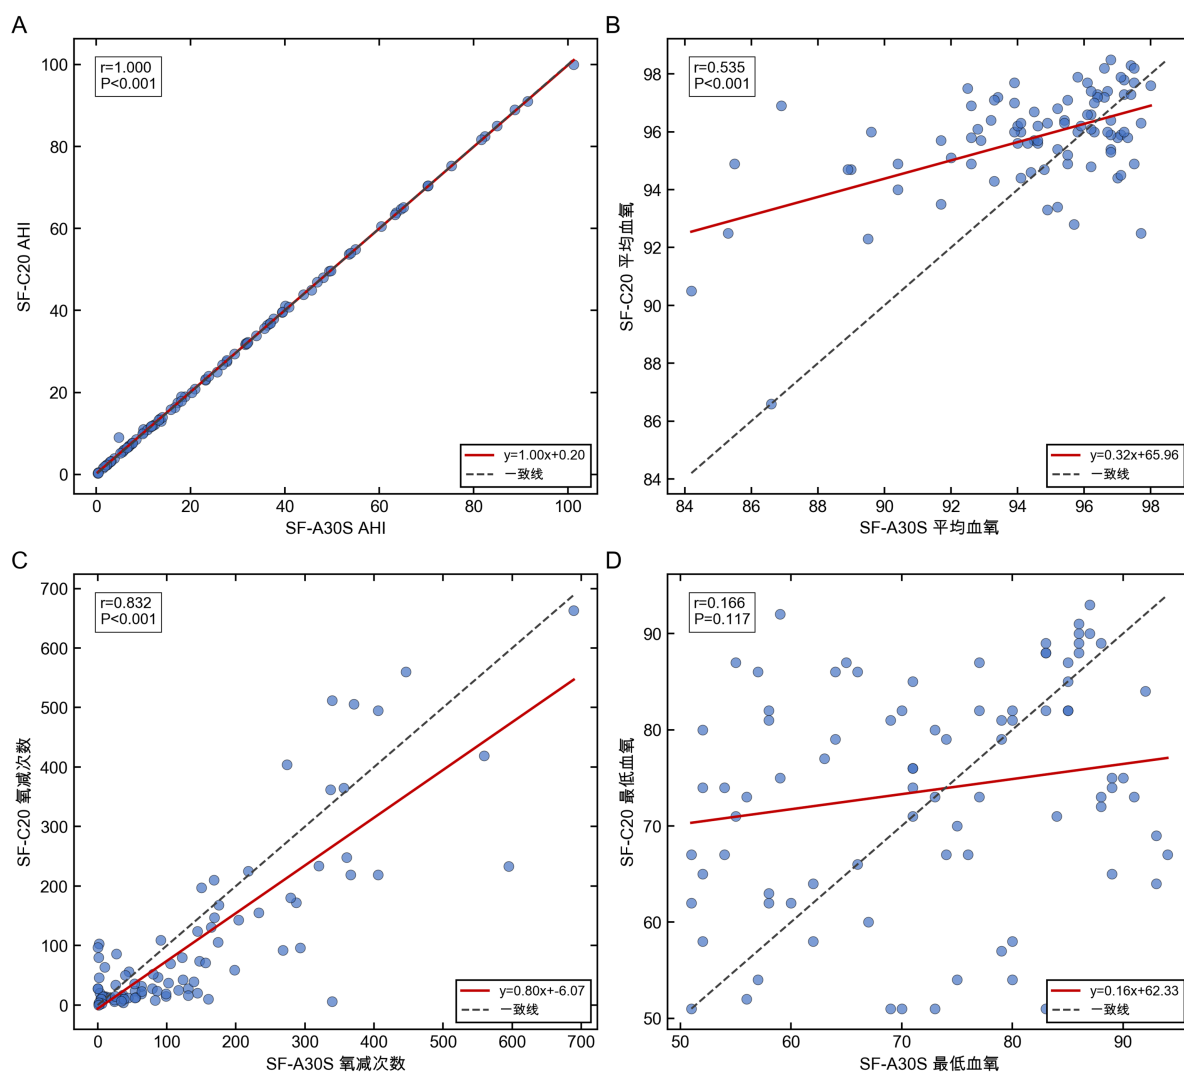 A
r=1.000
P<0.001
100
80
60
40
20
0
SF-C20 AHI
y=1.00x+0.20
一致线
0 20 40 60 80 100
SF-A30S AHI
B
r=0.535
P<0.001
98
96
94
92
90
88
86
84
SF-C20 平均血氧
y=0.32x+65.96
一致线
84 86 88 90 92 94 96 98
SF-A30S 平均血氧
C
r=0.832
P<0.001
700
600
500
400
300
200
100
0
SF-C20 氧减次数
y=0.80x+-6.07
一致线
0 100 200 300 400 500 600 700
SF-A30S 氧减次数
D
r=0.166
P=0.117
90
80
70
60
50
SF-C20 最低血氧
y=0.16x+62.33
一致线
50 60 70 80 90
SF-A30S 最低血氧